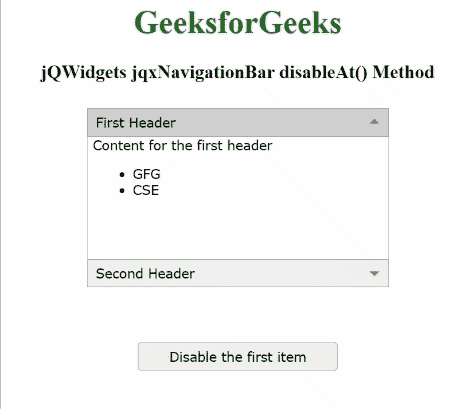 GeeksforGeeks
jQWidgets jqxNavigationBar disableAt() Method
First Header
Content for the first header
GFG
CSE
Second Header
Disable the first item